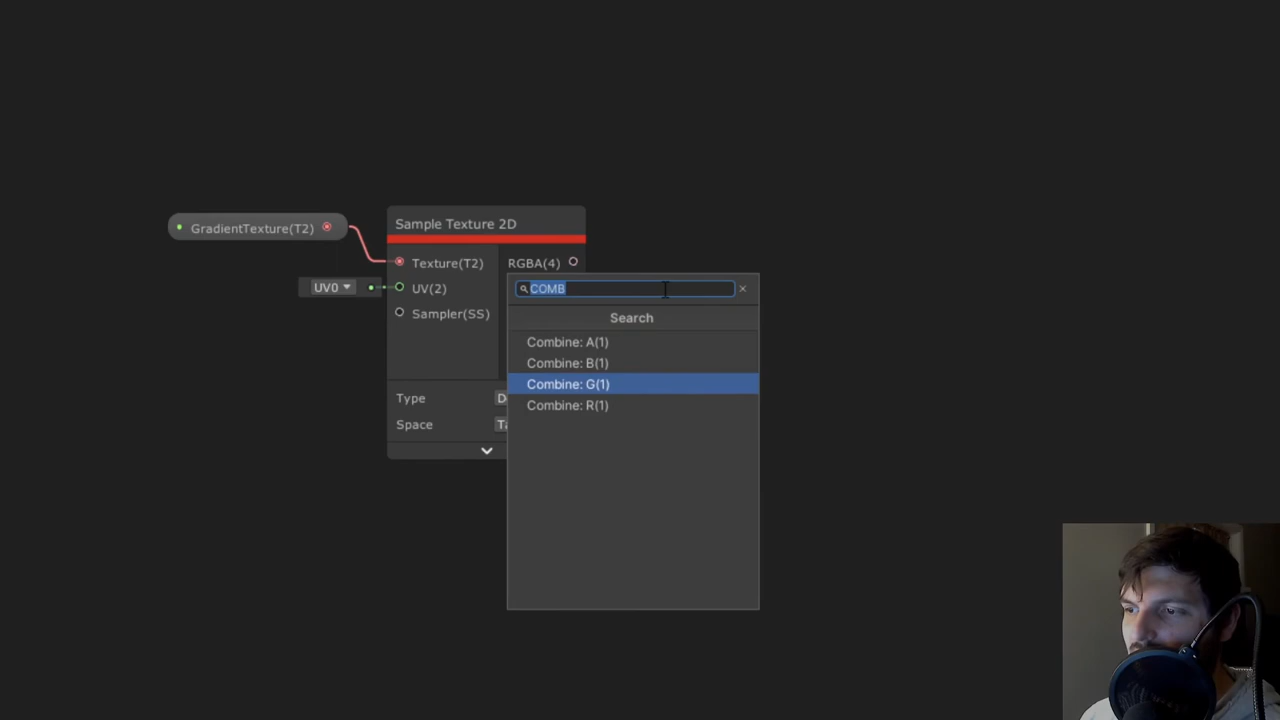 Sample Texture 2D
GradientTexture(T2)
Texture(T2)
RGBA(4)
UV0
UV(2)
COMB
Sampler(SS)
Search
Combine: A(1)
Combine: B(1)
Combine: G(1)
Combine: R(1)
Type
D
Space
Ta